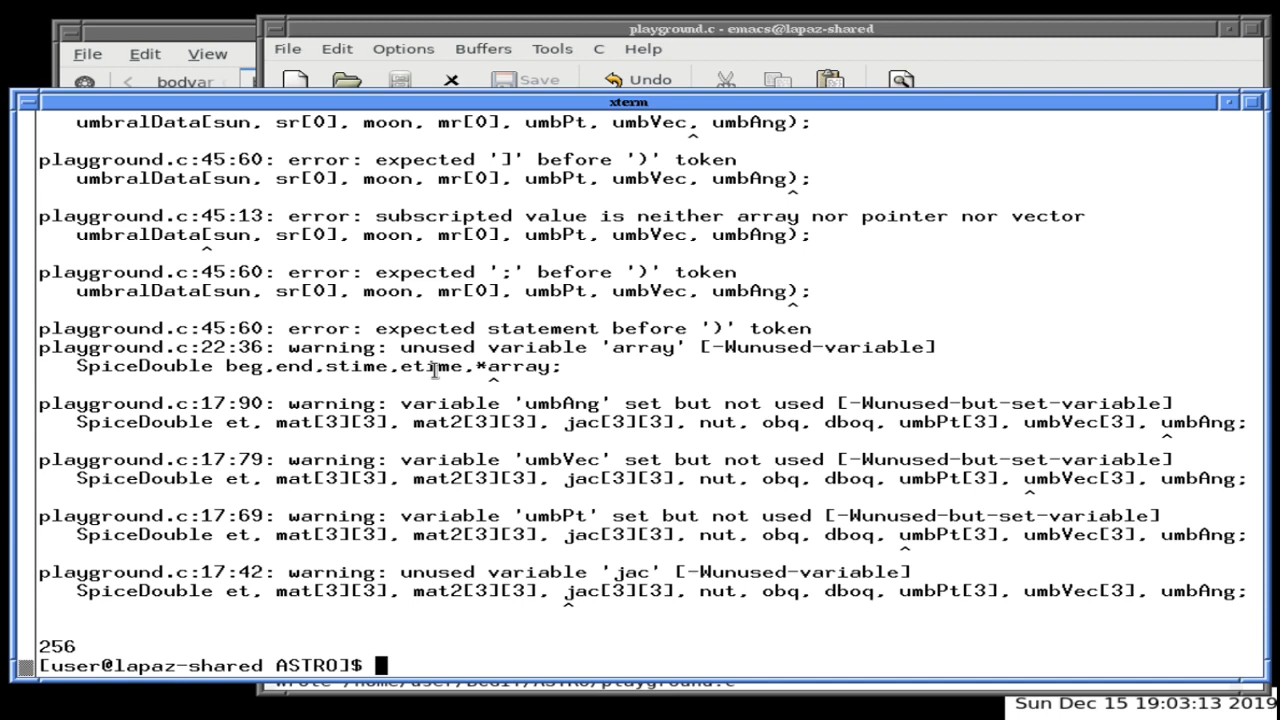 playground.c - emacs@lapaz-shared
File Edit View
File Edit Options Buffers Tools C Help
bodyvar
Save Undo
xterm
umbralData[sun, sr[0], moon, mr[0], umbPt, umbVec, umbAng);
^
playground.c:45:60: error: expected ']' before ')' token
umbralData[sun, sr[0], moon, mr[0], umbPt, umbVec, umbAng);
^
playground.c:45:13: error: subscripted value is neither array nor pointer nor vector
umbralData[sun, sr[0], moon, mr[0], umbPt, umbVec, umbAng);
^
playground.c:45:60: error: expected ';' before ')' token
umbralData[sun, sr[0], moon, mr[0], umbPt, umbVec, umbAng);
^
playground.c:45:60: error: expected statement before ')' token
playground.c:22:36: warning: unused variable 'array' [-Wunused-variable]
SpiceDouble beg,end,stime,etime,*array;
^
playground.c:17:90: warning: variable 'umbAng' set but not used [-Wunused-but-set-variable]
SpiceDouble et, mat[3][3], mat2[3][3], jac[3][3], nut, obq, dboq, umbPt[3], umbVec[3], umbAng;
^
playground.c:17:79: warning: variable 'umbVec' set but not used [-Wunused-but-set-variable]
SpiceDouble et, mat[3][3], mat2[3][3], jac[3][3], nut, obq, dboq, umbPt[3], umbVec[3], umbAng;
^
playground.c:17:69: warning: variable 'umbPt' set but not used [-Wunused-but-set-variable]
SpiceDouble et, mat[3][3], mat2[3][3], jac[3][3], nut, obq, dboq, umbPt[3], umbVec[3], umbAng;
^
playground.c:17:42: warning: unused variable 'jac' [-Wunused-variable]
SpiceDouble et, mat[3][3], mat2[3][3], jac[3][3], nut, obq, dboq, umbPt[3], umbVec[3], umbAng;
^
256
[user@lapaz-shared ASTRO]$
Sun Dec 15 19:03:13 2019